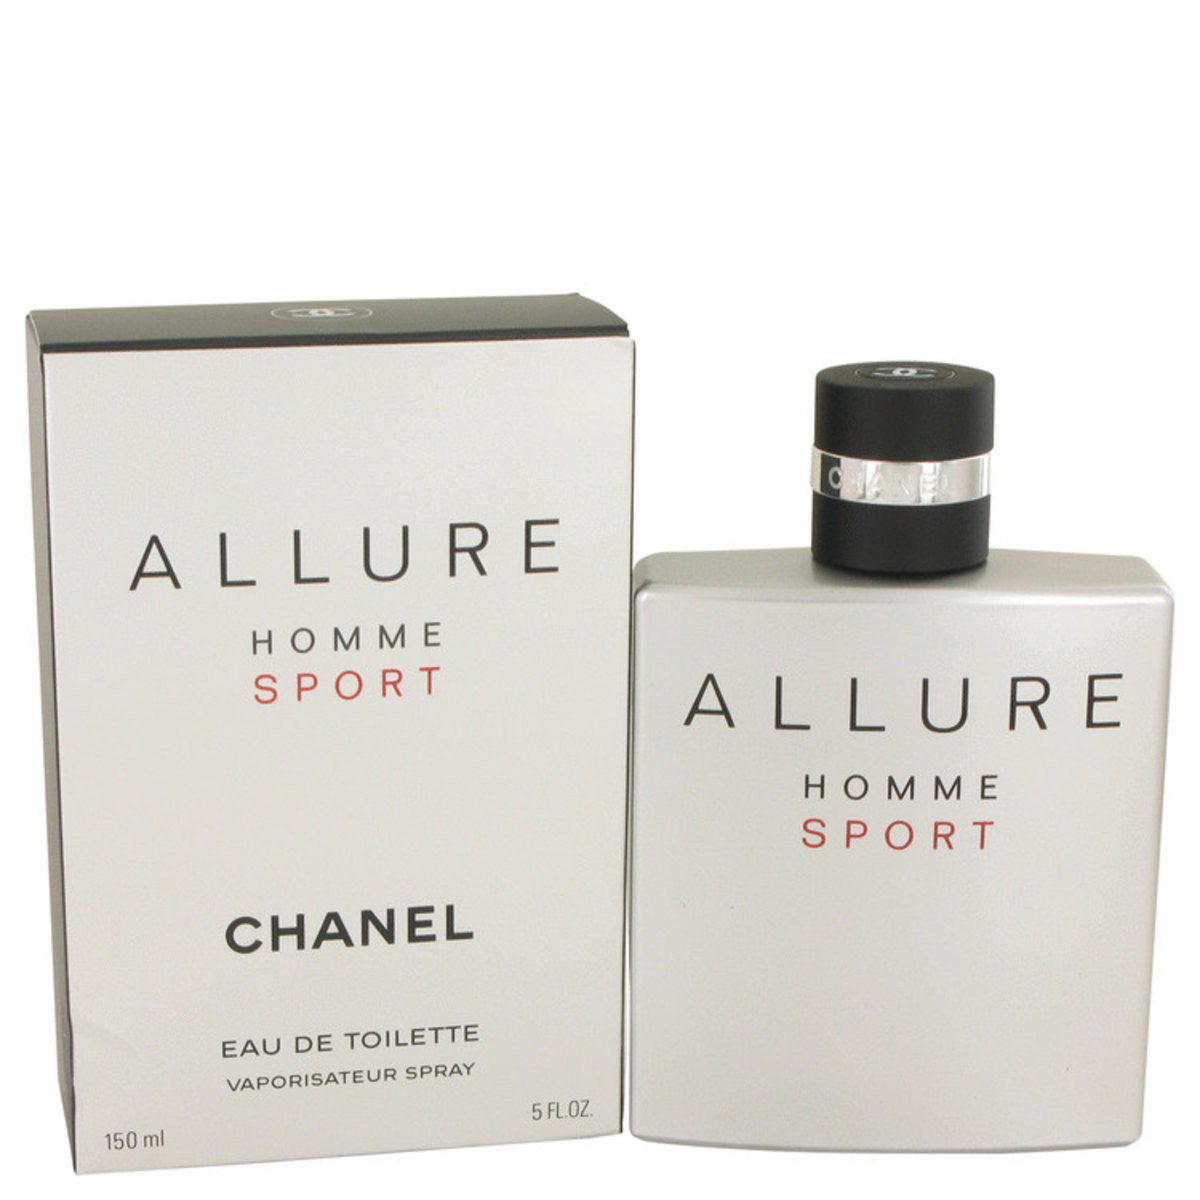 ALLURE
HOMME
SPORT
CHANEL
EAU DE TOILETTE
VAPORISATEUR SPRAY
150 ml
5 FL.OZ.
CHANEL
ALLURE
HOMME
SPORT